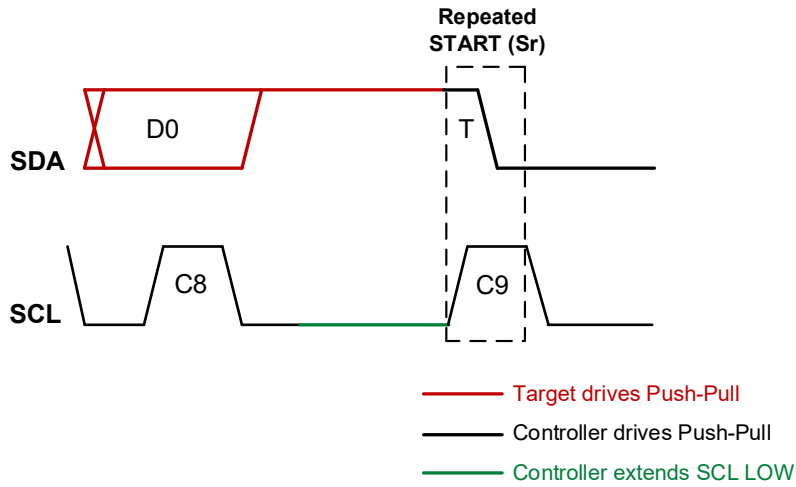 Repeated
START (Sr)
D0
T
SDA
C8
C9
SCL
Target drives Push-Pull
Controller drives Push-Pull
Controller extends SCL LOW